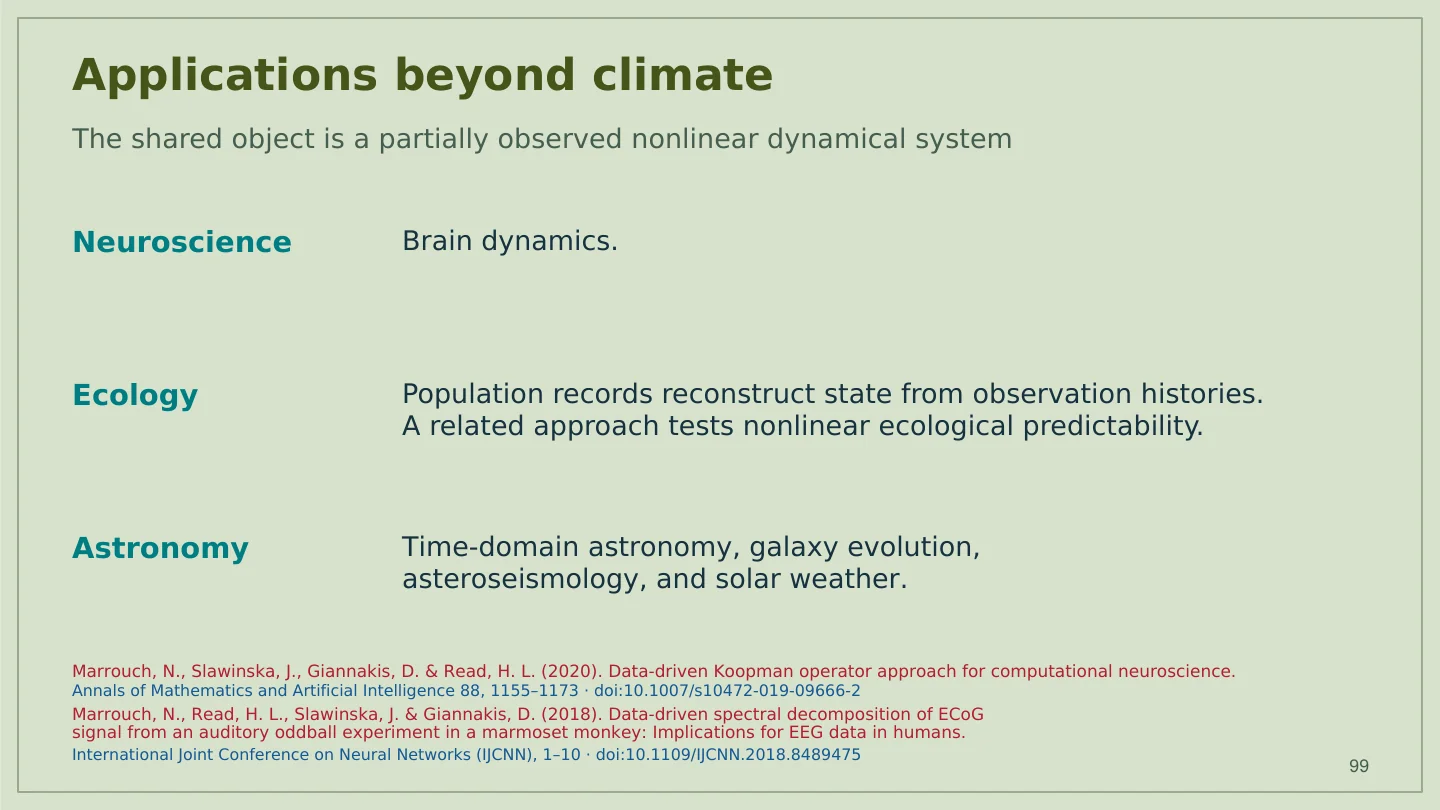 Applications beyond climate
The shared object is a partially observed nonlinear dynamical system
Neuroscience
Brain dynamics.
Ecology
Population records reconstruct state from observation histories.
A related approach tests nonlinear ecological predictability.
Astronomy
Time-domain astronomy, galaxy evolution,
asteroseismology, and solar weather.
Marrouch, N., Slawinska, J., Giannakis, D. & Read, H. L. (2020). Data-driven Koopman operator approach for computational neuroscience.
Annals of Mathematics and Artificial Intelligence 88, 1155–1173 · doi:10.1007/s10472-019-09666-2
Marrouch, N., Read, H. L., Slawinska, J. & Giannakis, D. (2018). Data-driven spectral decomposition of ECoG
signal from an auditory oddball experiment in a marmoset monkey: Implications for EEG data in humans.
International Joint Conference on Neural Networks (IJCNN), 1–10 · doi:10.1109/IJCNN.2018.8489475
99